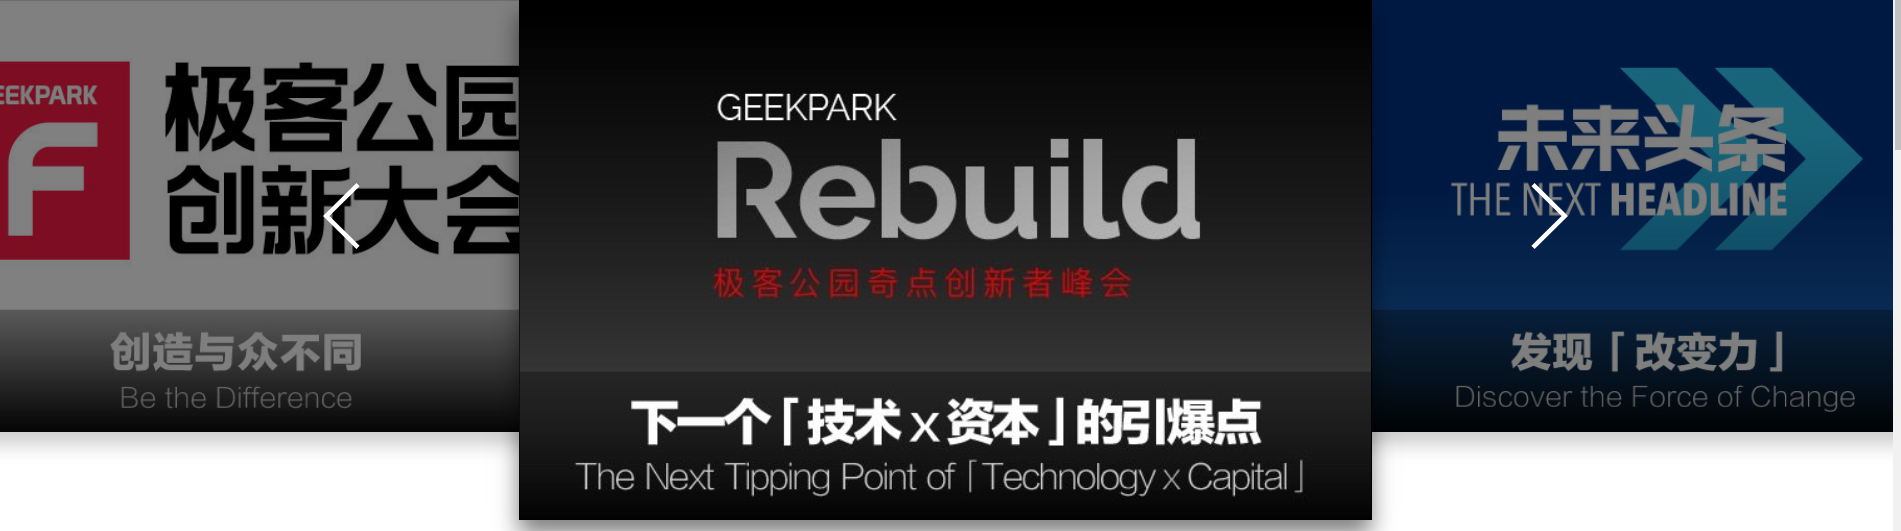 EEKPARK
F
极客公园
创新大会
创造与众不同
Be the Difference
GEEKPARK
Rebuild
极客公园奇点创新者峰会
下一个「技术x资本」的引爆点
The Next Tipping Point of「Technology x Capital」
未来头条
THE NEXT HEADLINE
发现「改变力」
Discover the Force of Change